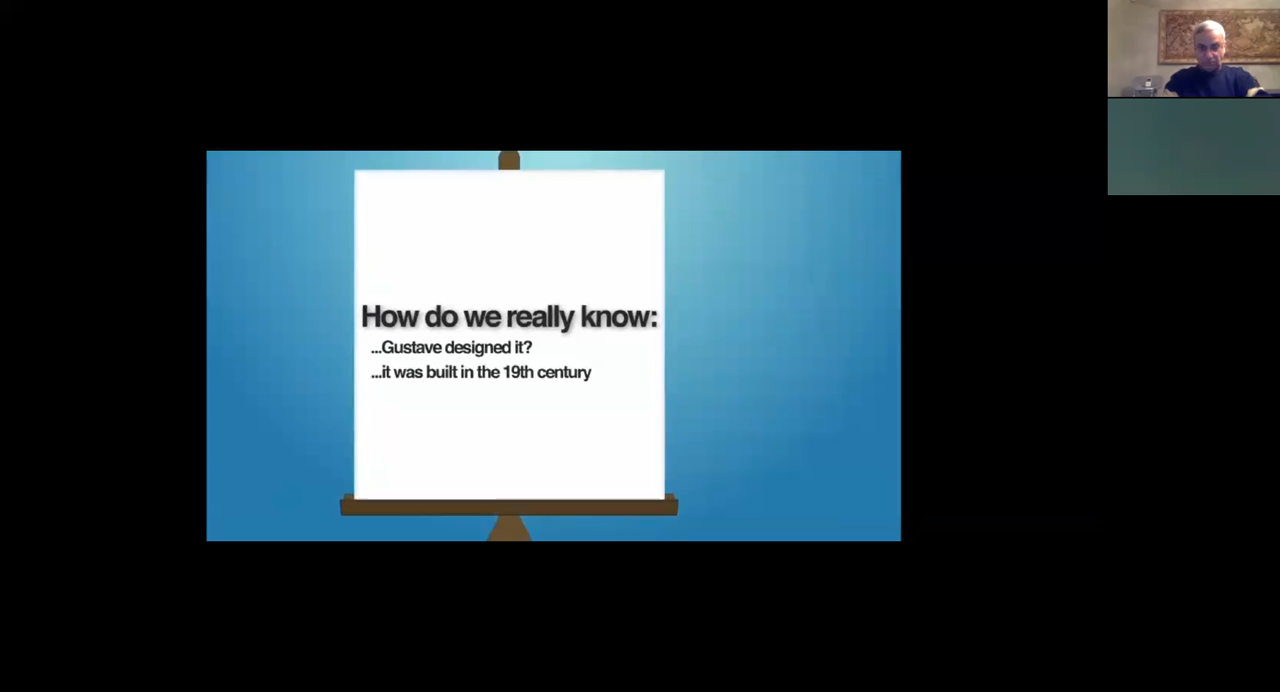 How do we really know:
...Gustave designed it?
...it was built in the 19th century